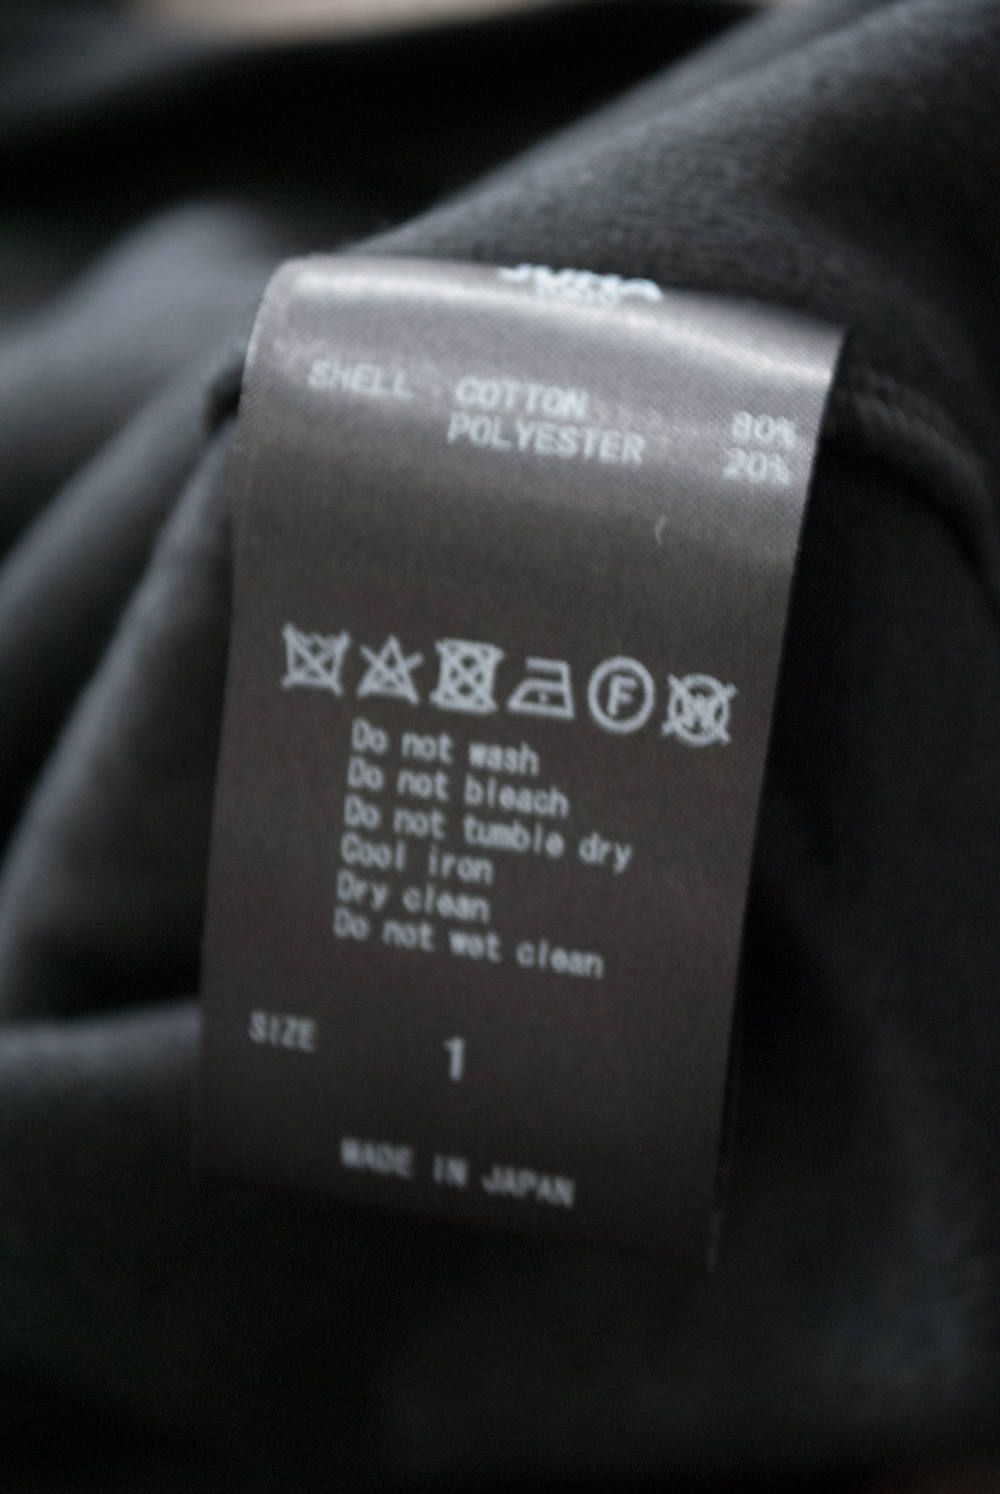 SHELL COTTON 80%
POLYESTER 20%
F W
Do not wash
Do not bleach
Do not tumble dry
Cool iron
Dry clean
Do not wet clean
SIZE 1
MADE IN JAPAN